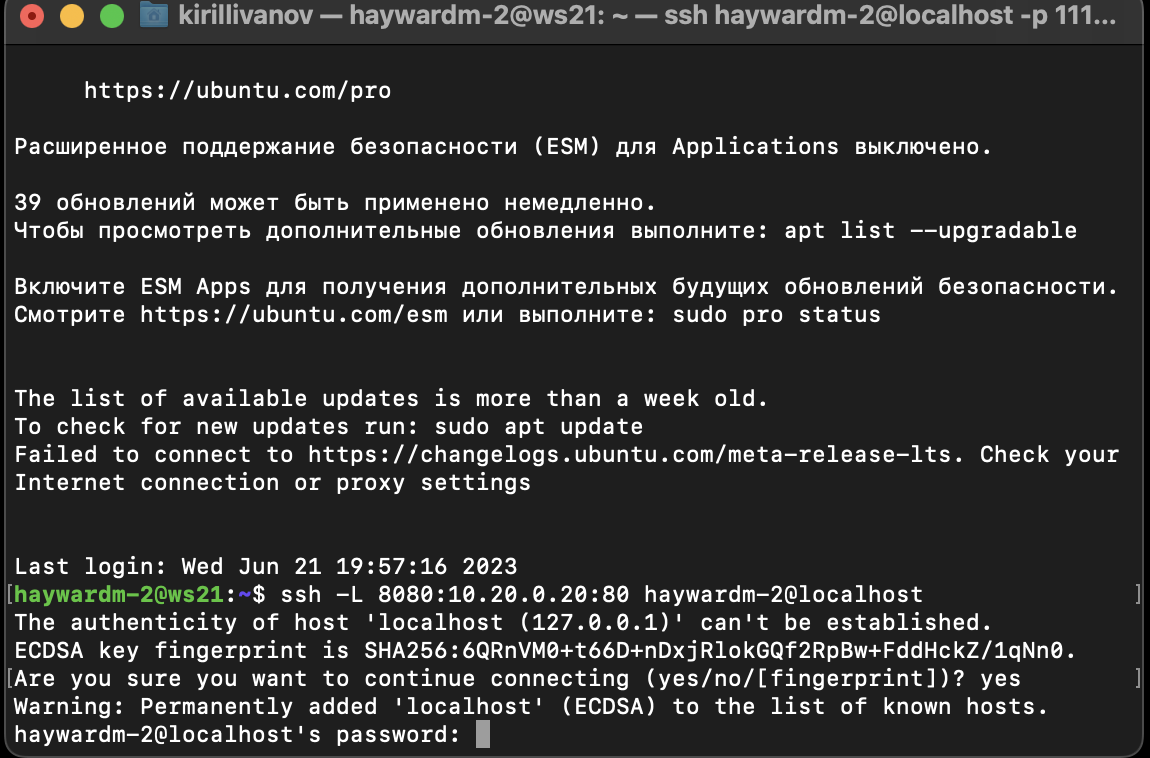 kirillivanov — haywardm-2@ws21: ~ — ssh haywardm-2@localhost -p 111...
https://ubuntu.com/pro
Расширенное поддержание безопасности (ESM) для Applications выключено.
39 обновлений может быть применено немедленно.
Чтобы просмотреть дополнительные обновления выполните: apt list --upgradable
Включите ESM Apps для получения дополнительных будущих обновлений безопасности.
Смотрите https://ubuntu.com/esm или выполните: sudo pro status
The list of available updates is more than a week old.
To check for new updates run: sudo apt update
Failed to connect to https://changelogs.ubuntu.com/meta-release-lts. Check your
Internet connection or proxy settings
Last login: Wed Jun 21 19:57:16 2023
[haywardm-2@ws21:~$ ssh -L 8080:10.20.0.20:80 haywardm-2@localhost ]
The authenticity of host 'localhost (127.0.0.1)' can't be established.
ECDSA key fingerprint is SHA256:6QRnVM0+t66D+nDxjRlokGQf2RpBw+FddHckZ/1qNn0.
[Are you sure you want to continue connecting (yes/no/[fingerprint])? yes ]
Warning: Permanently added 'localhost' (ECDSA) to the list of known hosts.
haywardm-2@localhost's password: